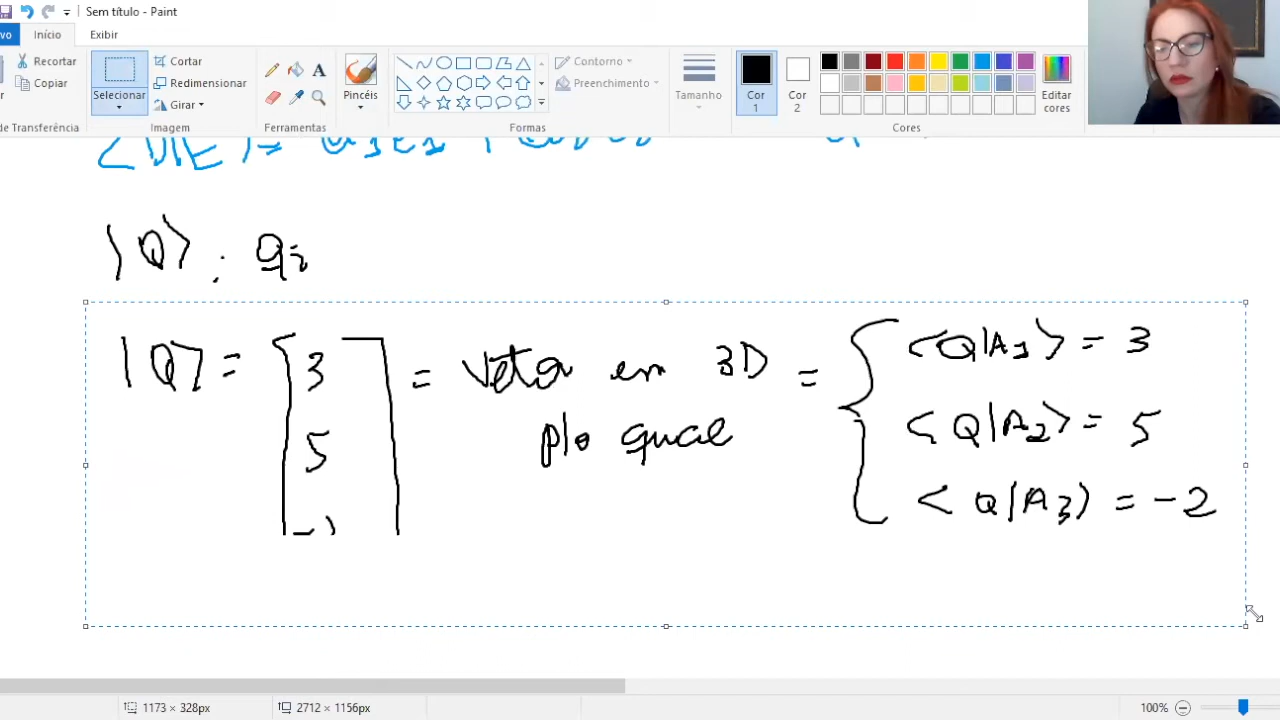 Sem título - Paint
vo Início Exibir
Recortar
Copiar
de Transferência
Selecionar
Cortar
Redimensionar
Girar
Imagem
A
Pincéis
Ferramentas
Contorno
Preenchimento
Formas
Tamanho
Cor 1
Cor 2
Editar cores
Cores
|Q⟩ : qi
|Q⟩ = [3 5 = Vetor em 3D p/o qual = { <Q|A1> = 3
<Q|A2> = 5
<Q|A3) = -2
1173 × 328px
2712 × 1156px
100%